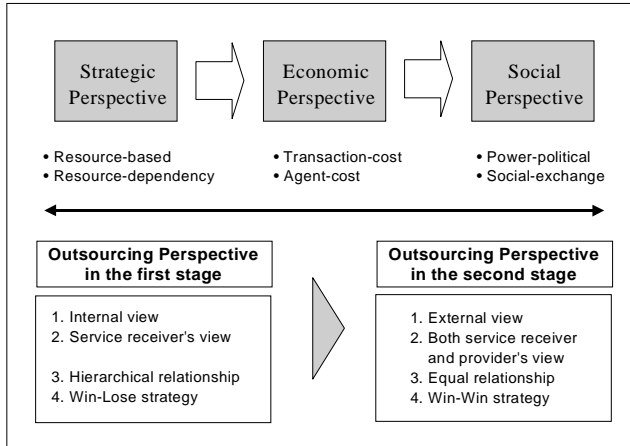 Strategic
Perspective
Economic
Perspective
Social
Perspective
• Resource-based
• Resource-dependency
• Transaction-cost
• Agent-cost
• Power-political
• Social-exchange
Outsourcing Perspective
in the first stage
1. Internal view
2. Service receiver's view
3. Hierarchical relationship
4. Win-Lose strategy
Outsourcing Perspective
in the second stage
1. External view
2. Both service receiver
and provider's view
3. Equal relationship
4. Win-Win strategy